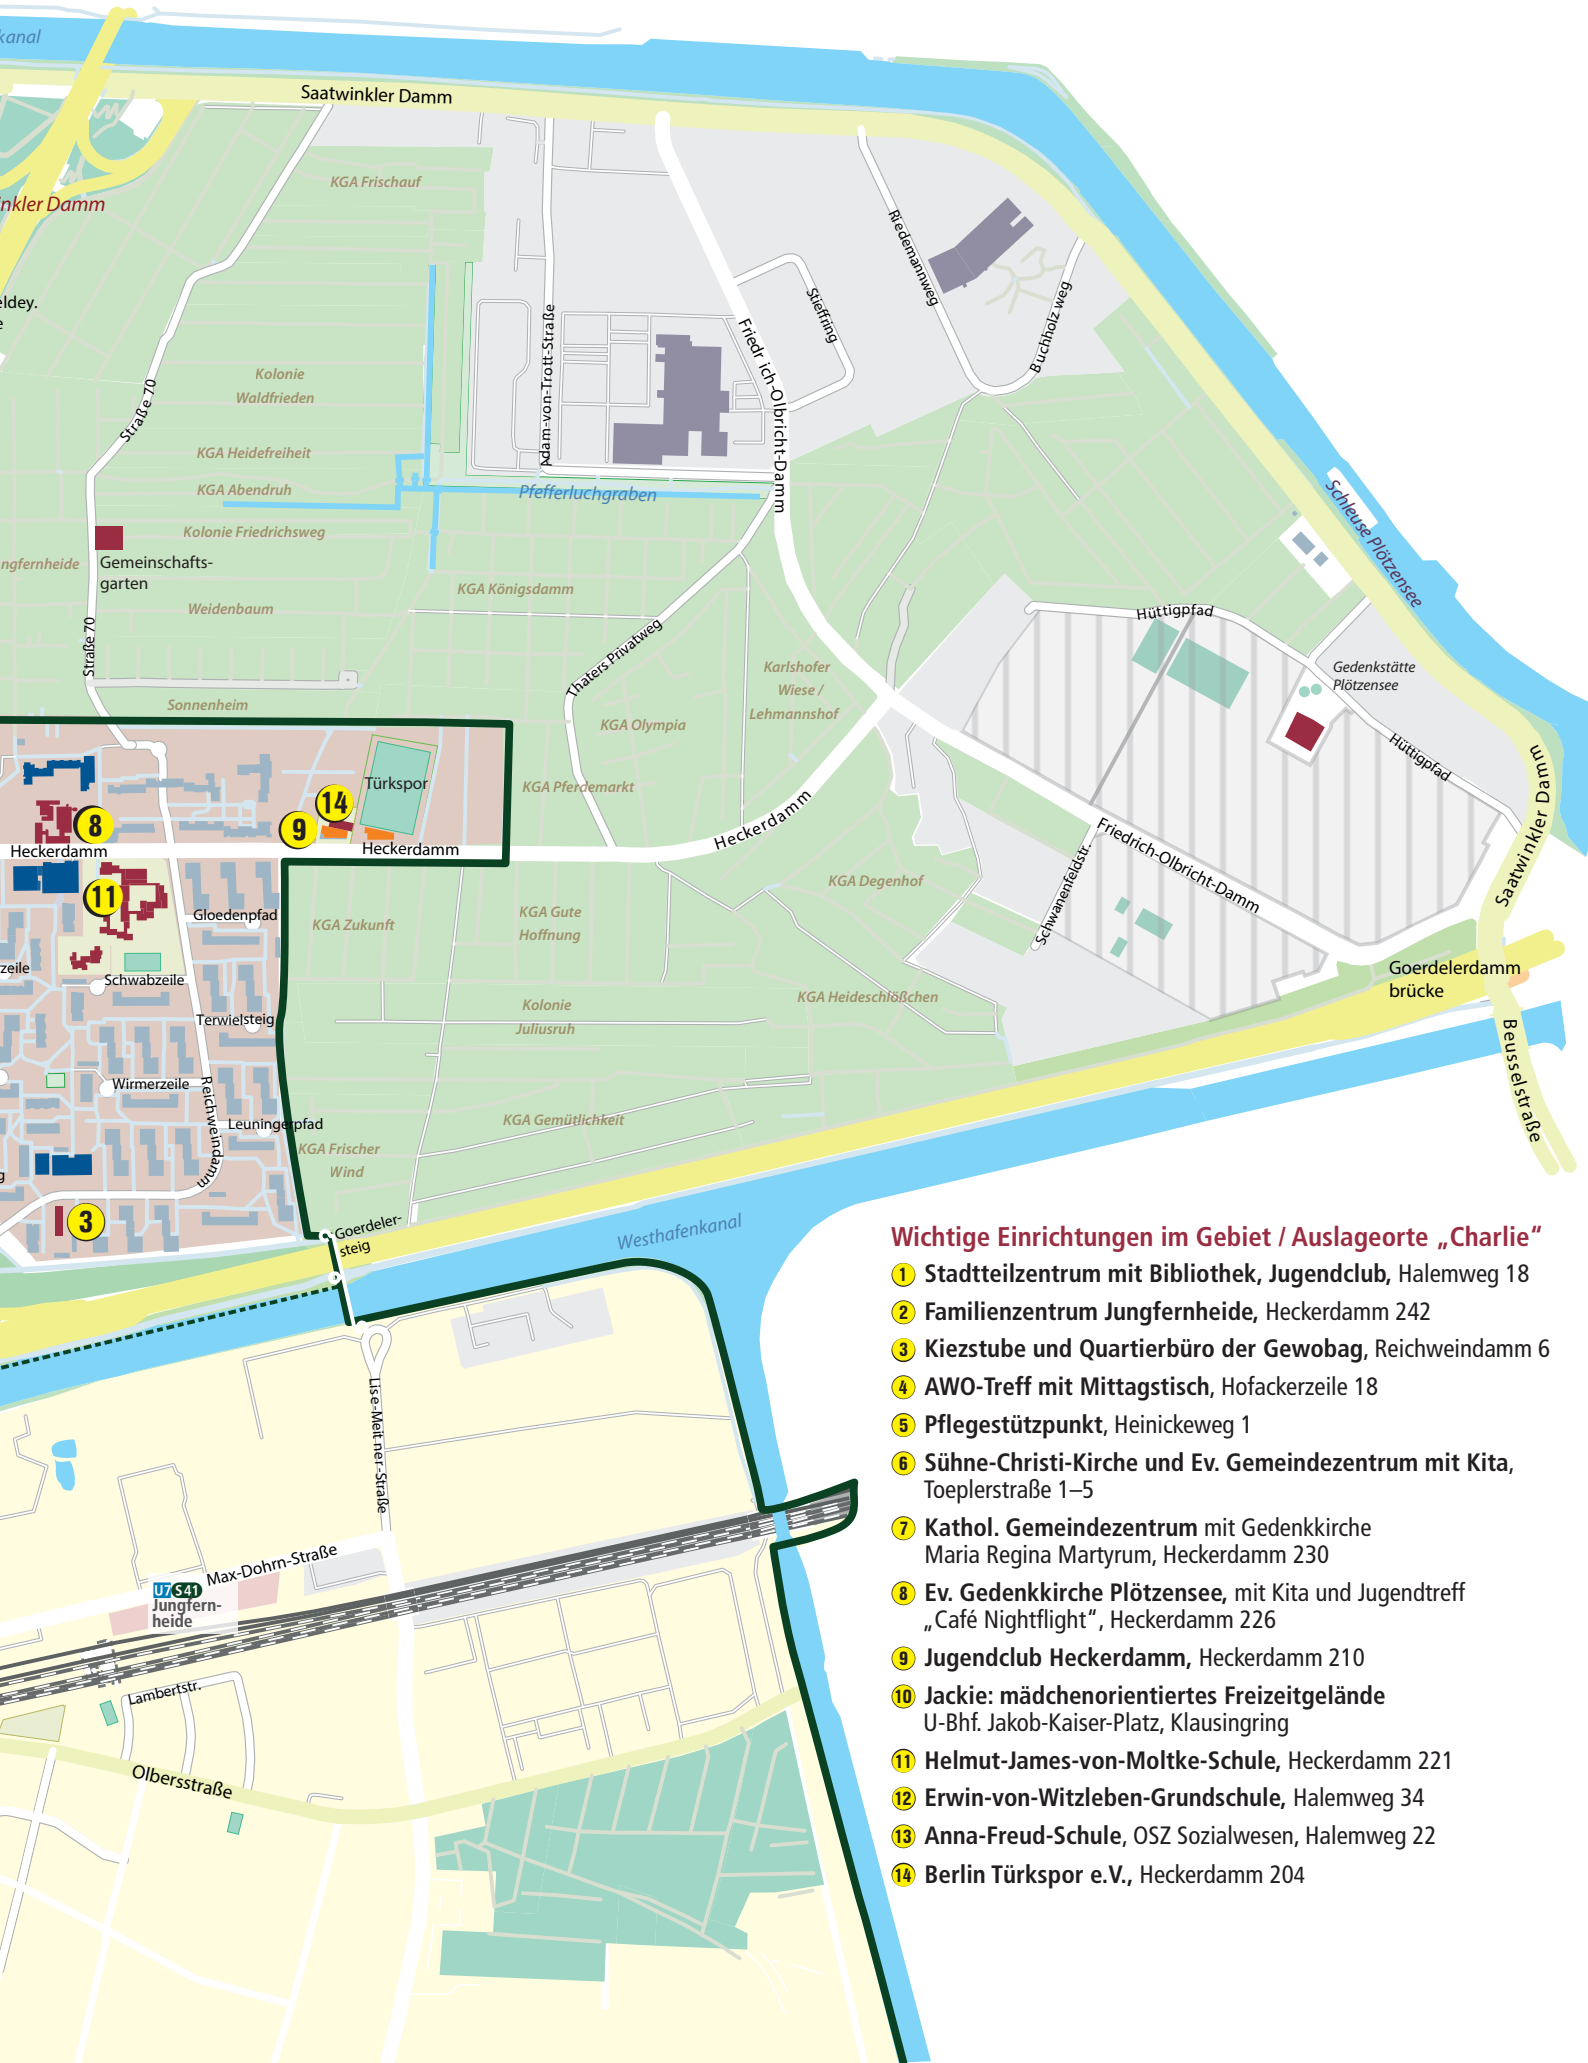 kanal
Saatwinkler Damm
nkler Damm
KGA Frischauf
eldey.
e
Riedemannweg
Stieffring
Buchholz weg
Adam-von-Trott-Straße
Friedr ich-Olbricht-Damm
Straße 70
Kolonie
Waldfrieden
KGA Heidefreiheit
KGA Abendruh
Pfefferluchgraben
Schleuse Plötzensee
Kolonie Friedrichsweg
ngfernheide
Gemeinschafts-
garten
KGA Königsdamm
Weidenbaum
Hüttigpfad
Straße 70
Thaters Privatweg
Karlshofer
Wiese /
Lehmannshof
Gedenkstätte
Plötzensee
Sonnenheim
KGA Olympia
Hüttigpfad
Saatwinkler Damm
Türkspor
KGA Pferdemarkt
14
9
8
Heckerdamm
Heckerdamm
Heckerdamm
Friedrich-Olbricht-Damm
Schwanenfeldstr.
11
KGA Degenhof
Gloedenpfad
KGA Zukunft
KGA Gute
Hoffnung
zeile
Schwabzeile
Goerdelerdamm
brücke
KGA Heideschlößchen
Kolonie
Juliusruh
Terwielsteig
Beusselstraße
Wirmerzeile
Reichweindamm
Leuningerpfad
KGA Gemütlichkeit
KGA Frischer
Wind
g
3
Goerdeler-
steig
Westhafenkanal
Lise-Meit ner-Straße
Max-Dohrn-Straße
U7 S41
Jungfern-
heide
Lambertstr.
Olbersstraße
Wichtige Einrichtungen im Gebiet / Auslageorte „Charlie“
1 Stadtteilzentrum mit Bibliothek, Jugendclub, Halemweg 18
2 Familienzentrum Jungfernheide, Heckerdamm 242
3 Kiezstube und Quartierbüro der Gewobag, Reichweindamm 6
4 AWO-Treff mit Mittagstisch, Hofackerzeile 18
5 Pflegestützpunkt, Heinickeweg 1
6 Sühne-Christi-Kirche und Ev. Gemeindezentrum mit Kita,
Toeplerstraße 1–5
7 Kathol. Gemeindezentrum mit Gedenkkirche
Maria Regina Martyrum, Heckerdamm 230
8 Ev. Gedenkkirche Plötzensee, mit Kita und Jugendtreff
„Café Nightflight“, Heckerdamm 226
9 Jugendclub Heckerdamm, Heckerdamm 210
10 Jackie: mädchenorientiertes Freizeitgelände
U-Bhf. Jakob-Kaiser-Platz, Klausingring
11 Helmut-James-von-Moltke-Schule, Heckerdamm 221
12 Erwin-von-Witzleben-Grundschule, Halemweg 34
13 Anna-Freud-Schule, OSZ Sozialwesen, Halemweg 22
14 Berlin Türkspor e.V., Heckerdamm 204